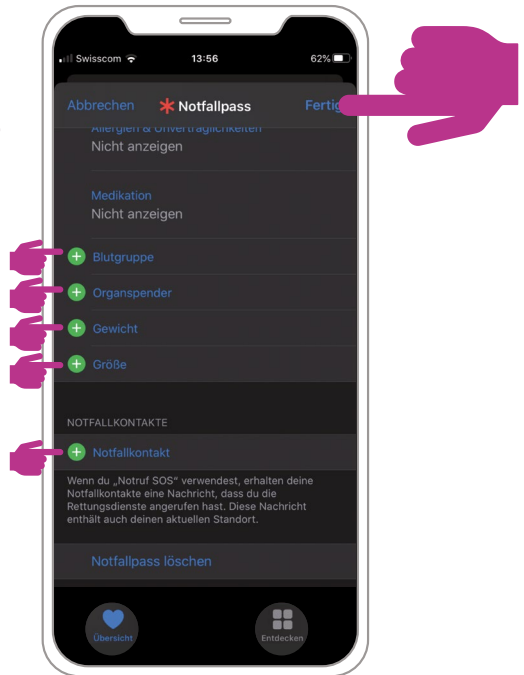 Swisscom 13:56 62%
Abbrechen Notfallpass Fertig
Allergien & Unverträglichkeiten
Nicht anzeigen
Medikation
Nicht anzeigen
Blutgruppe
Organspender
Gewicht
Größe
NOTFALLKONTAKTE
Notfallkontakt
Wenn du „Notruf SOS“ verwendest, erhalten deine
Notfallkontakte eine Nachricht, dass du die
Rettungsdienste angerufen hast. Diese Nachricht
enthält auch deinen aktuellen Standort.
Notfallpass löschen
Übersicht Entdecken